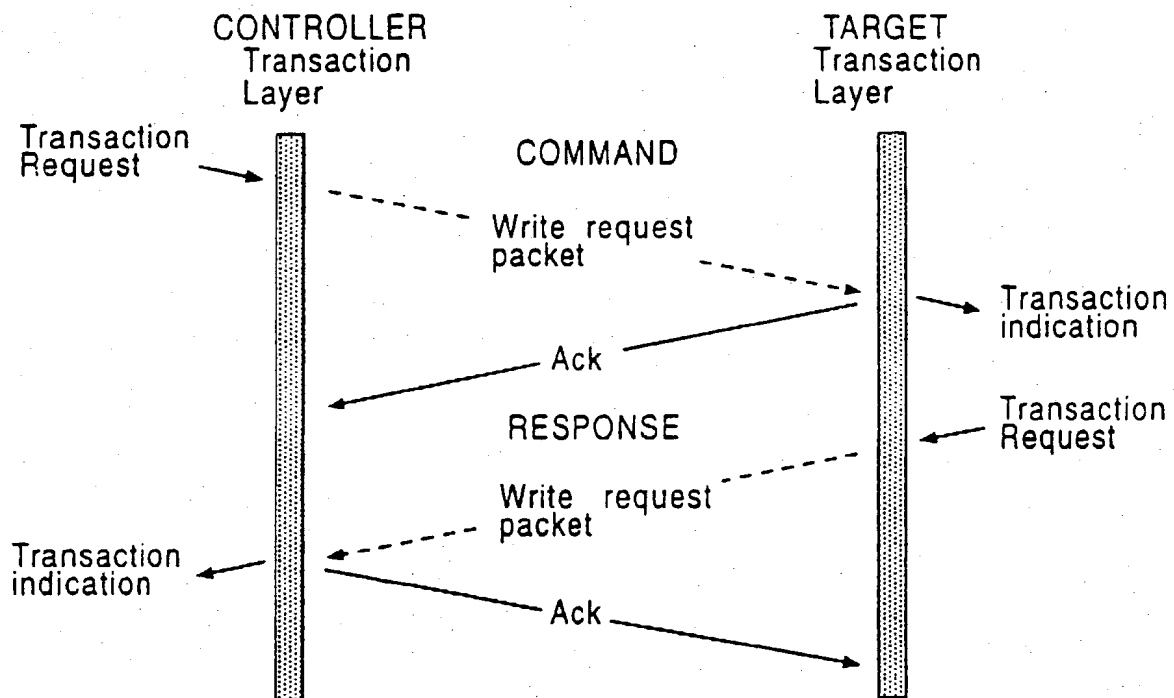 CONTROLLER
Transaction
Layer
TARGET
Transaction
Layer
Transaction
Request
COMMAND
Write request
packet
Transaction
indication
Ack
RESPONSE
Transaction
Request
Write request
packet
Transaction
indication
Ack